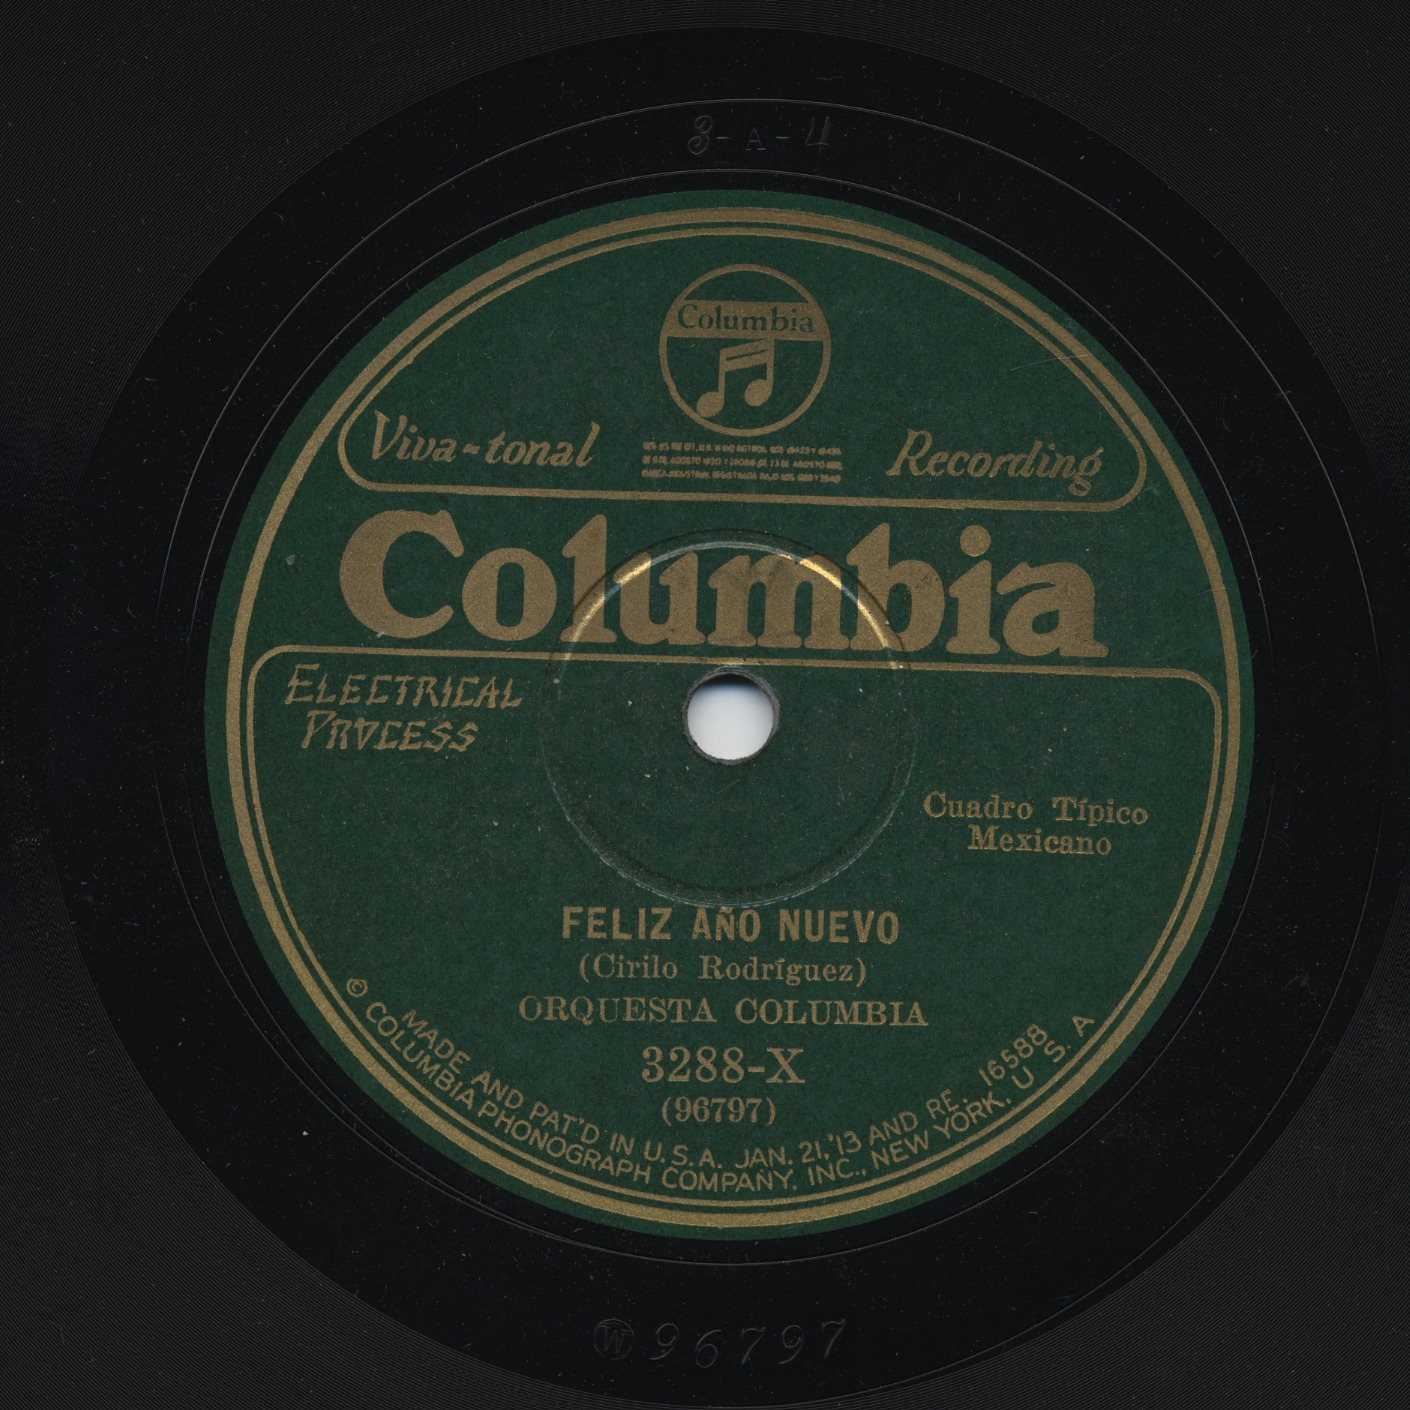 3-A-4
Columbia
Viva-tonal Recording
Columbia
ELECTRICAL
PROCESS
Cuadro Típico
Mexicano
FELIZ AÑO NUEVO
(Cirilo Rodríguez)
ORQUESTA COLUMBIA
3288-X
(96797)
MADE AND PAT'D IN U.S.A. JAN. 21,'13 AND RE. 16588
© COLUMBIA PHONOGRAPH COMPANY, INC., NEW YORK, U.S.A
W 96797